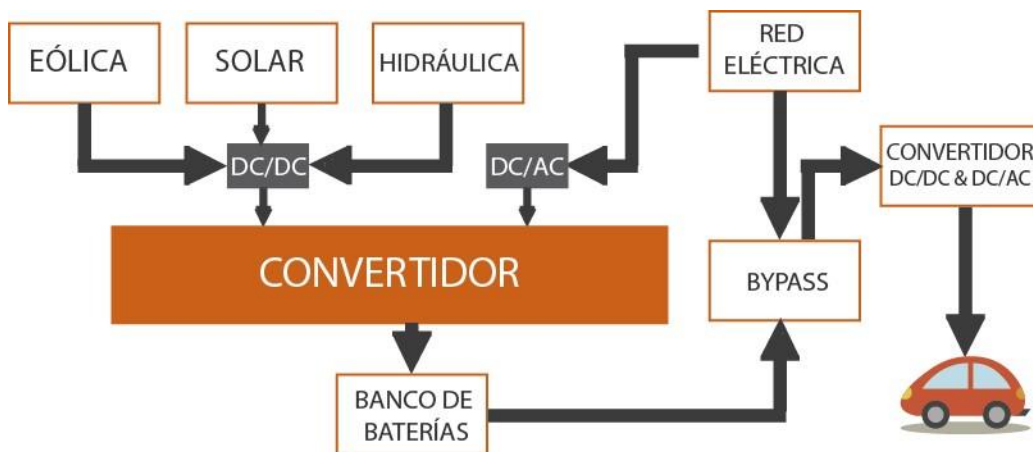 EÓLICA
SOLAR
HIDRÁULICA
RED
ELÉCTRICA
DC/DC
DC/AC
CONVERTIDOR
DC/DC & DC/AC
CONVERTIDOR
BYPASS
BANCO DE
BATERÍAS